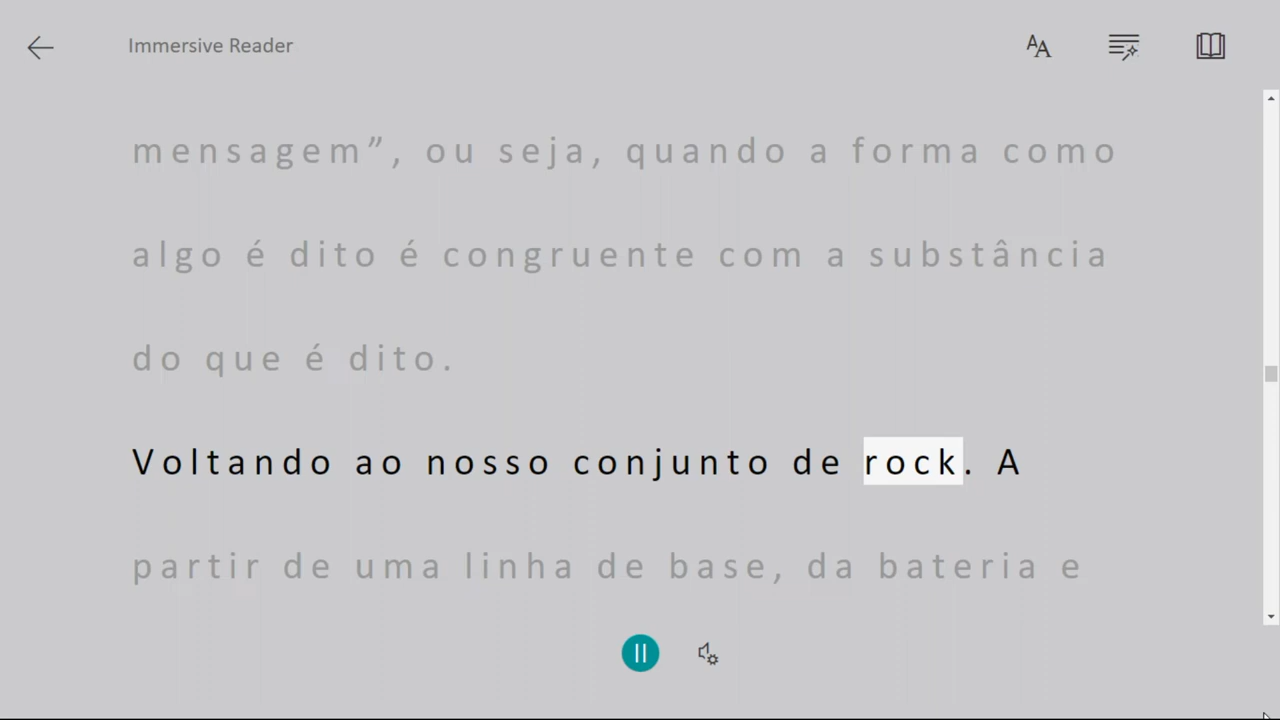 Immersive Reader
mensagem”, ou seja, quando a forma como
algo é dito é congruente com a substância
do que é dito.
Voltando ao nosso conjunto de rock. A
partir de uma linha de base, da bateria e